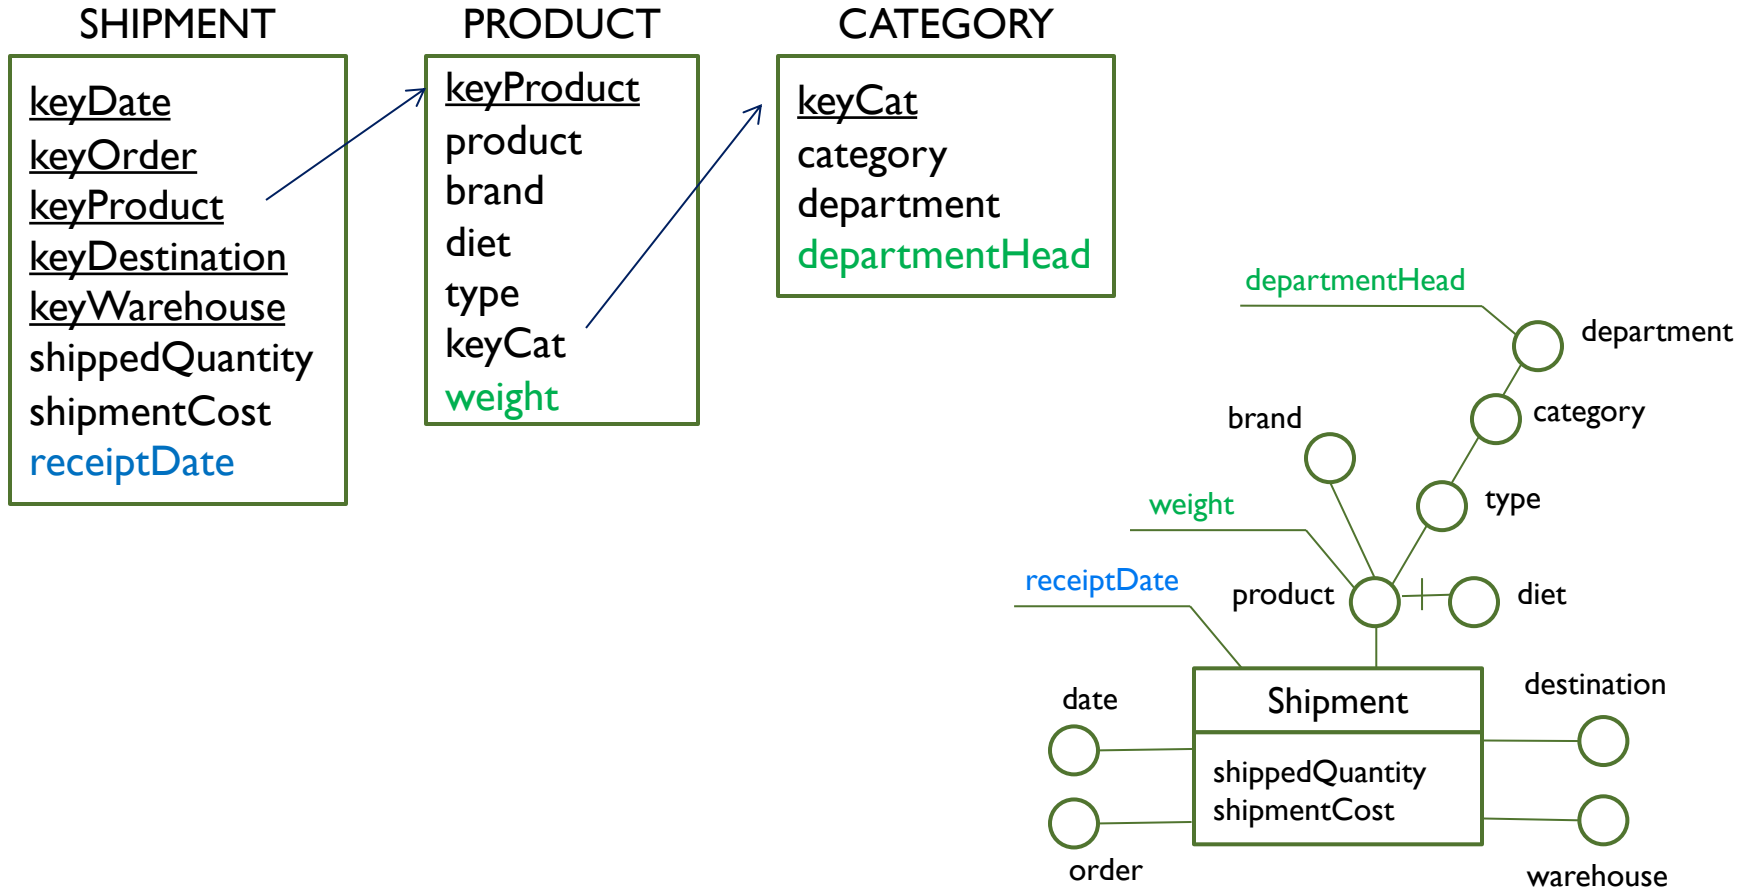 SHIPMENT
keyDate
keyOrder
keyProduct
keyDestination
keyWarehouse
shippedQuantity
shipmentCost
receiptDate
PRODUCT
keyProduct
product
brand
diet
type
keyCat
weight
CATEGORY
keyCat
category
department
departmentHead
departmentHead
department
category
brand
type
weight
receiptDate
product
diet
date
Shipment
destination
shippedQuantity
shipmentCost
order
warehouse